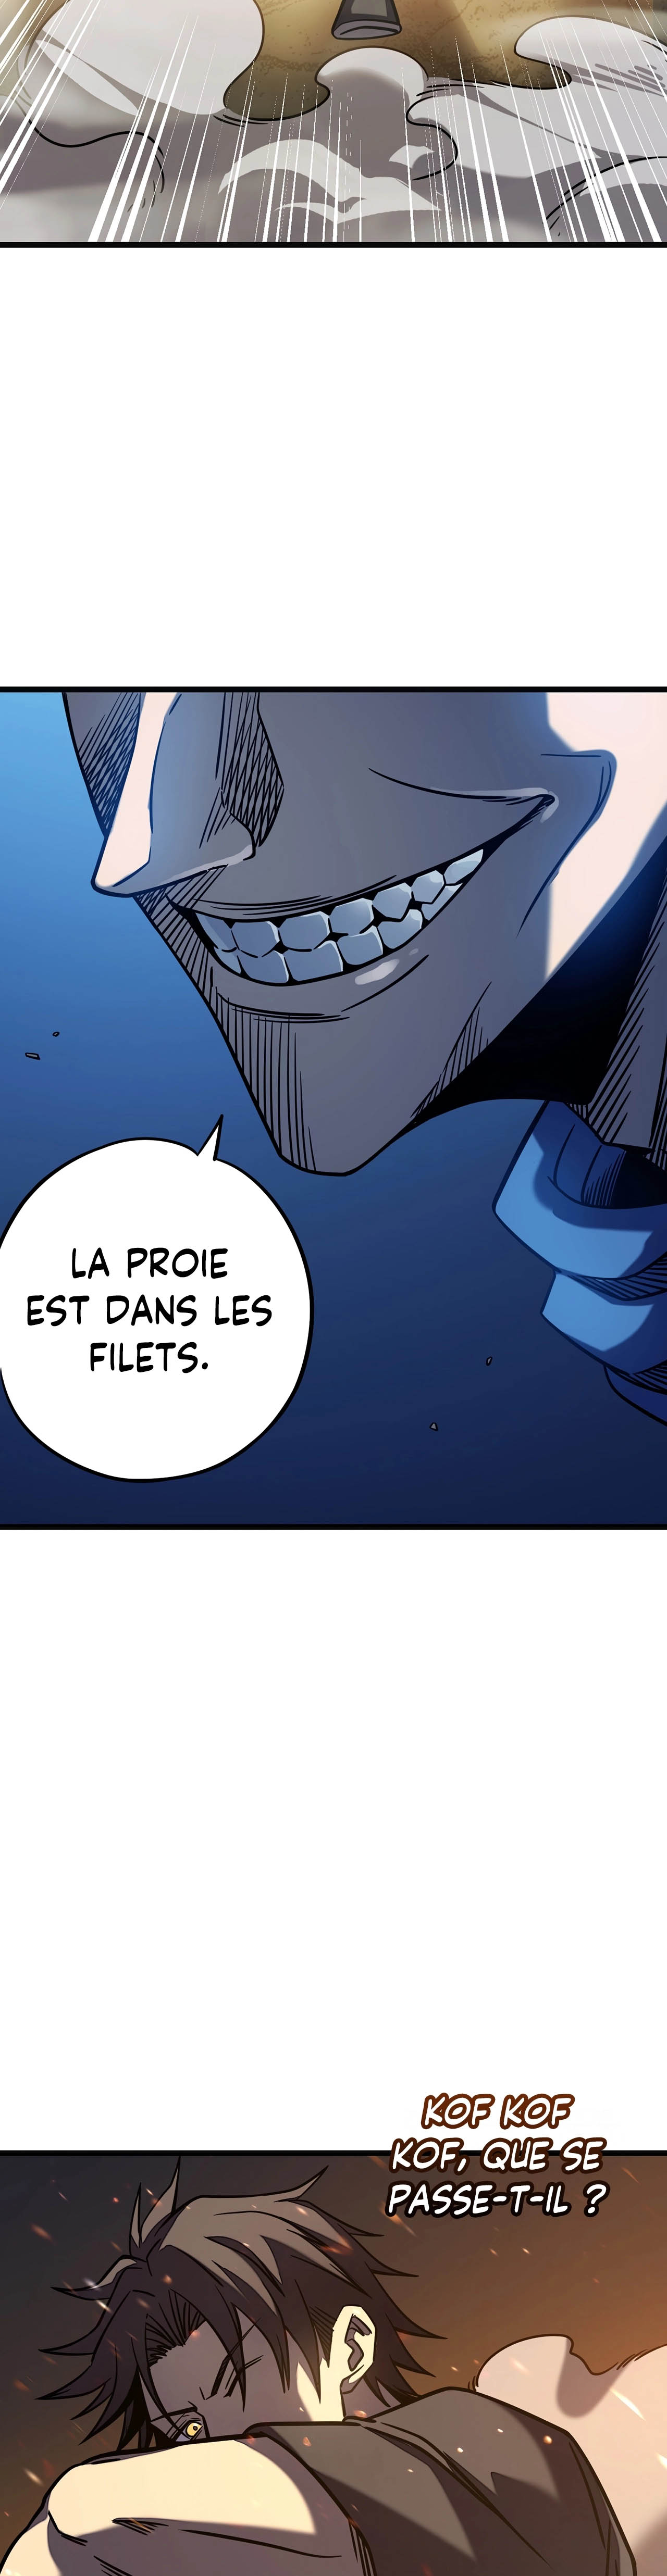 LA PROIE
EST DANS LES
FILETS.
KOF KOF
KOF, QUE SE
PASSE-T-IL ?